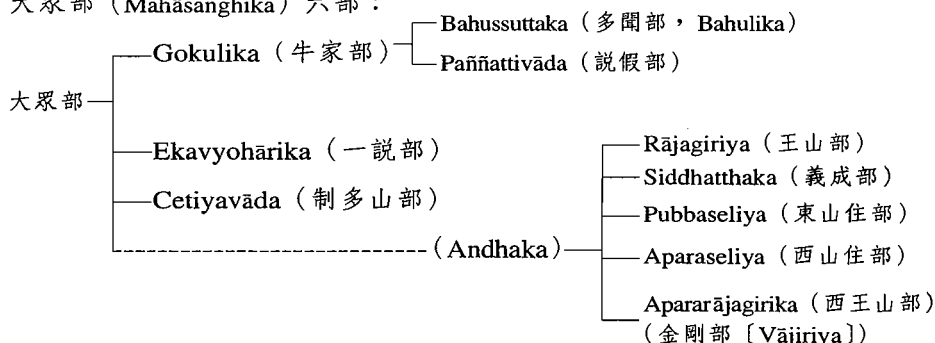 大眾部（Mahāsaṅghika）六部：
Bahussuttaka（多聞部，Bahulika）
Gokulika（牛家部）
Paññattivāda（説假部）
大眾部
Ekavyohārika（一説部）
Cetiyavāda（制多山部）
（Andhaka）
Rājagiriya（王山部）
Siddhatthaka（義成部）
Pubbaseliya（東山住部）
Aparaseliya（西山住部）
Apararājagirika（西王山部）
（金剛部〔Vājiriya〕）